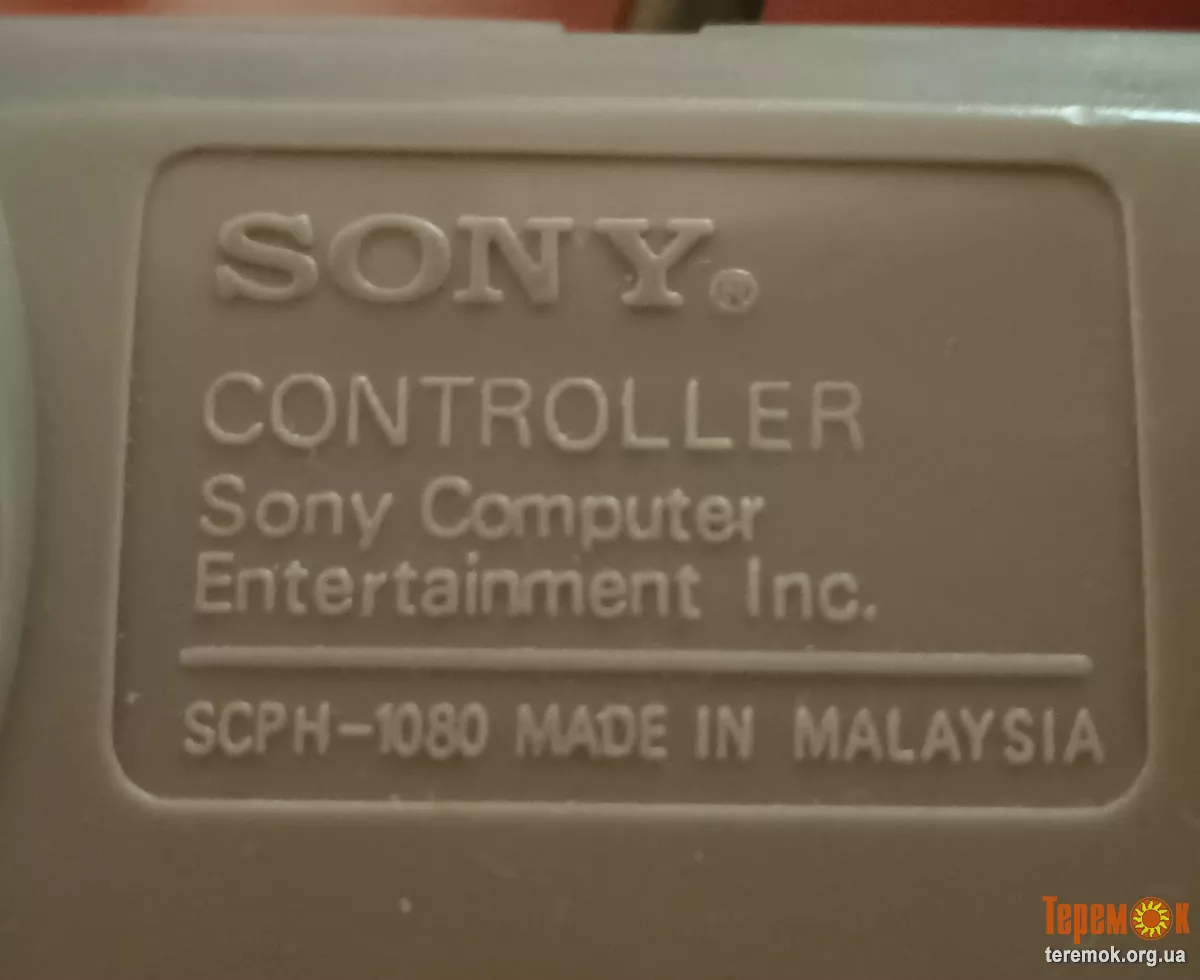 SONY®
CONTROLLER
Sony Computer
Entertainment Inc.
SCPH-1080 MADE IN MALAYSIA
Теремок
teremok.org.ua